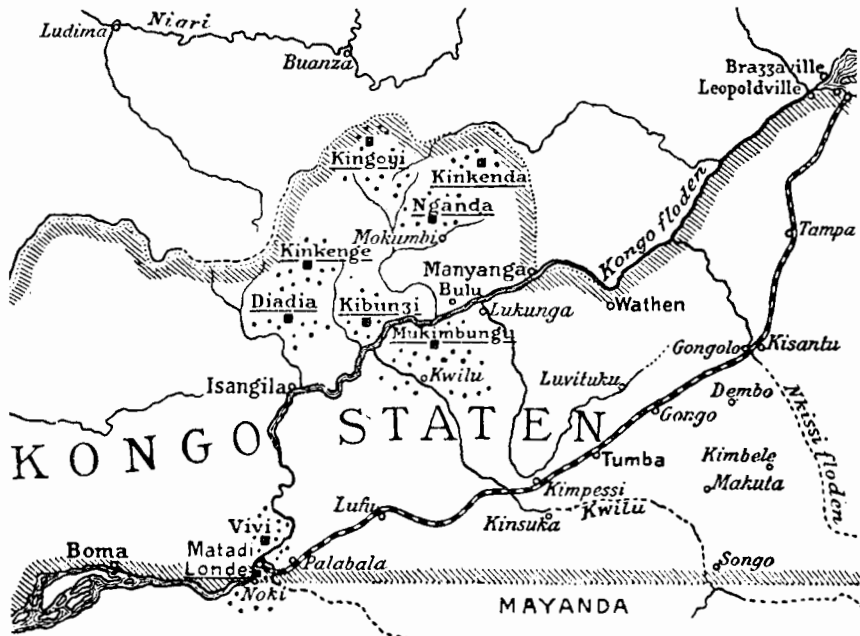 Niari
Ludima
Buanza
Brazzaville
Leopoldville
Kingoyi
Kinkenda
Nganda
Mokumbi
Kongo floden
Tampa
Kinkenge
Manyanga
Bulu
Diadia
Kibunzi
Lukunga
Wathen
Mukimbungu
Gongolo
Kisantu
Isangila
Kwilu
Luvituku
Dembo
Gongo
KONGO STATEN
Nkissi floden
Tumba
Kimbele
Makuta
Kimpessi
Lufu
Kinsuka
Kwilu
Vivi
Boma
Matadi
Londe
Palabala
Songo
Noki
MAYANDA